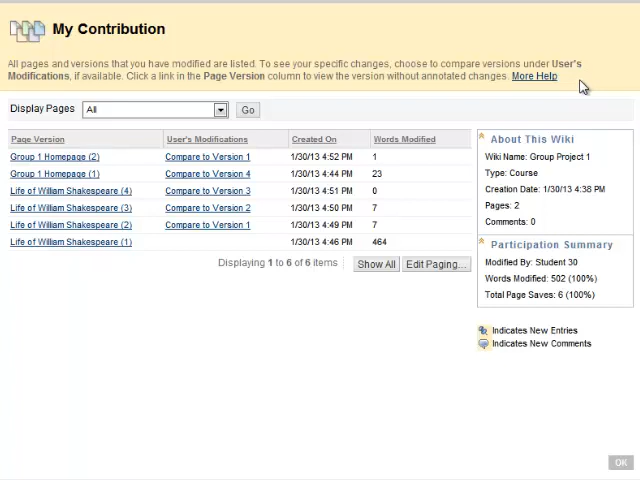 My Contribution
All pages and versions that you have modified are listed. To see your specific changes, choose to compare versions under User's
Modifications, if available. Click a link in the Page Version column to view the version without annotated changes. More Help
Display Pages All Go
Page Version User's Modifications Created On Words Modified
Group 1 Homepage (2) Compare to Version 1 1/30/13 4:52 PM 1
Group 1 Homepage (1) Compare to Version 4 1/30/13 4:44 PM 23
Life of William Shakespeare (4) Compare to Version 3 1/30/13 4:51 PM 0
Life of William Shakespeare (3) Compare to Version 2 1/30/13 4:50 PM 7
Life of William Shakespeare (2) Compare to Version 1 1/30/13 4:49 PM 7
Life of William Shakespeare (1) 1/30/13 4:46 PM 464
Displaying 1 to 6 of 6 items Show All Edit Paging...
About This Wiki
Wiki Name: Group Project 1
Type: Course
Creation Date: 1/30/13 4:38 PM
Pages: 2
Comments: 0
Participation Summary
Modified By: Student 30
Words Modified: 502 (100%)
Total Page Saves: 6 (100%)
Indicates New Entries
Indicates New Comments
OK